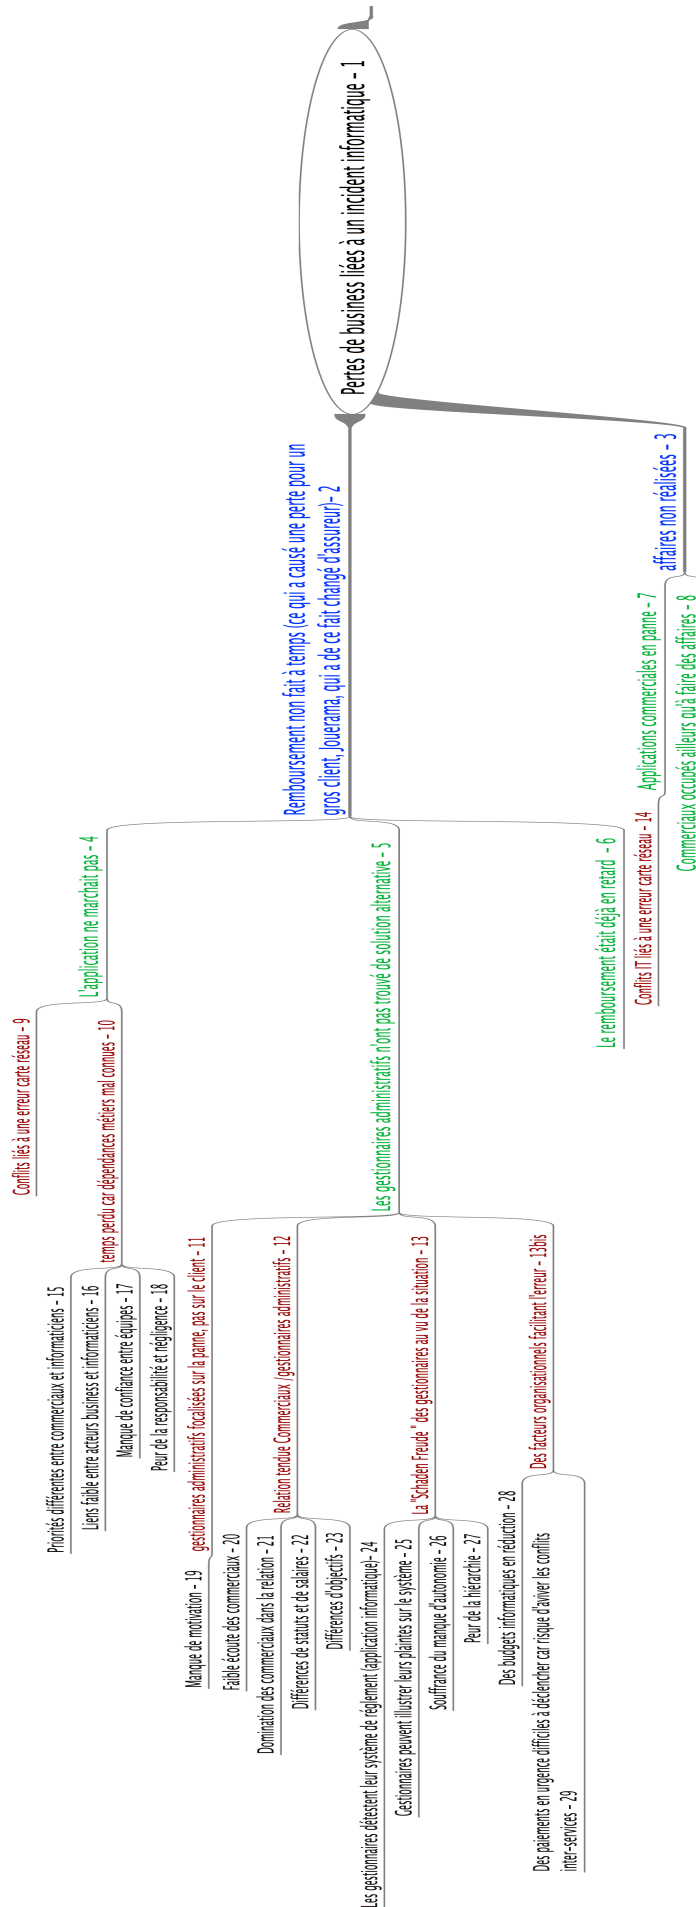 Pertes de business liées à un incident informatique - 1
Remboursement non fait à temps (ce qui a causé une perte pour un
gros client, Jouerama, qui a de ce fait changé d'assureur)- 2
L'application ne marchait pas - 4
Conflits liés à une erreur carte réseau - 9
temps perdu car dépendances métiers mal connues - 10
Priorités différentes entre commerciaux et informaticiens - 15
Liens faible entre acteurs business et informaticiens - 16
Manque de confiance entre équipes - 17
Peur de la responsabilité et négligence - 18
Les gestionnaires administratifs n'ont pas trouvé de solution alternative - 5
gestionnaires administratifs focalisées sur la panne, pas sur le client - 11
Manque de motivation - 19
Relation tendue Commerciaux /gestionnaires administratifs - 12
Faible écoute des commerciaux - 20
Domination des commerciaux dans la relation - 21
Différences de statuts et de salaires - 22
Différences d'objectifs - 23
La "Schaden Freude " des gestionnaires au vu de la situation - 13
Les gestionnaires détestent leur système de réglement (application informatique)- 24
Gestionnaires peuvent illustrer leurs plaintes sur le système - 25
Souffrance du manque d'autonomie - 26
Peur de la hiérarchie - 27
Des facteurs organisationnels facilitant l'erreur - 13bis
Des budgets informatiques en réduction - 28
Des paiements en urgence difficiles à déclencher car risque d'aviver les conflits
inter-services - 29
Le remboursement était déjà en retard - 6
affaires non réalisées - 3
Applications commerciales en panne - 7
Conflits IT liés à une erreur carte réseau - 14
Commerciaux occupés ailleurs qu'à faire des affaires - 8